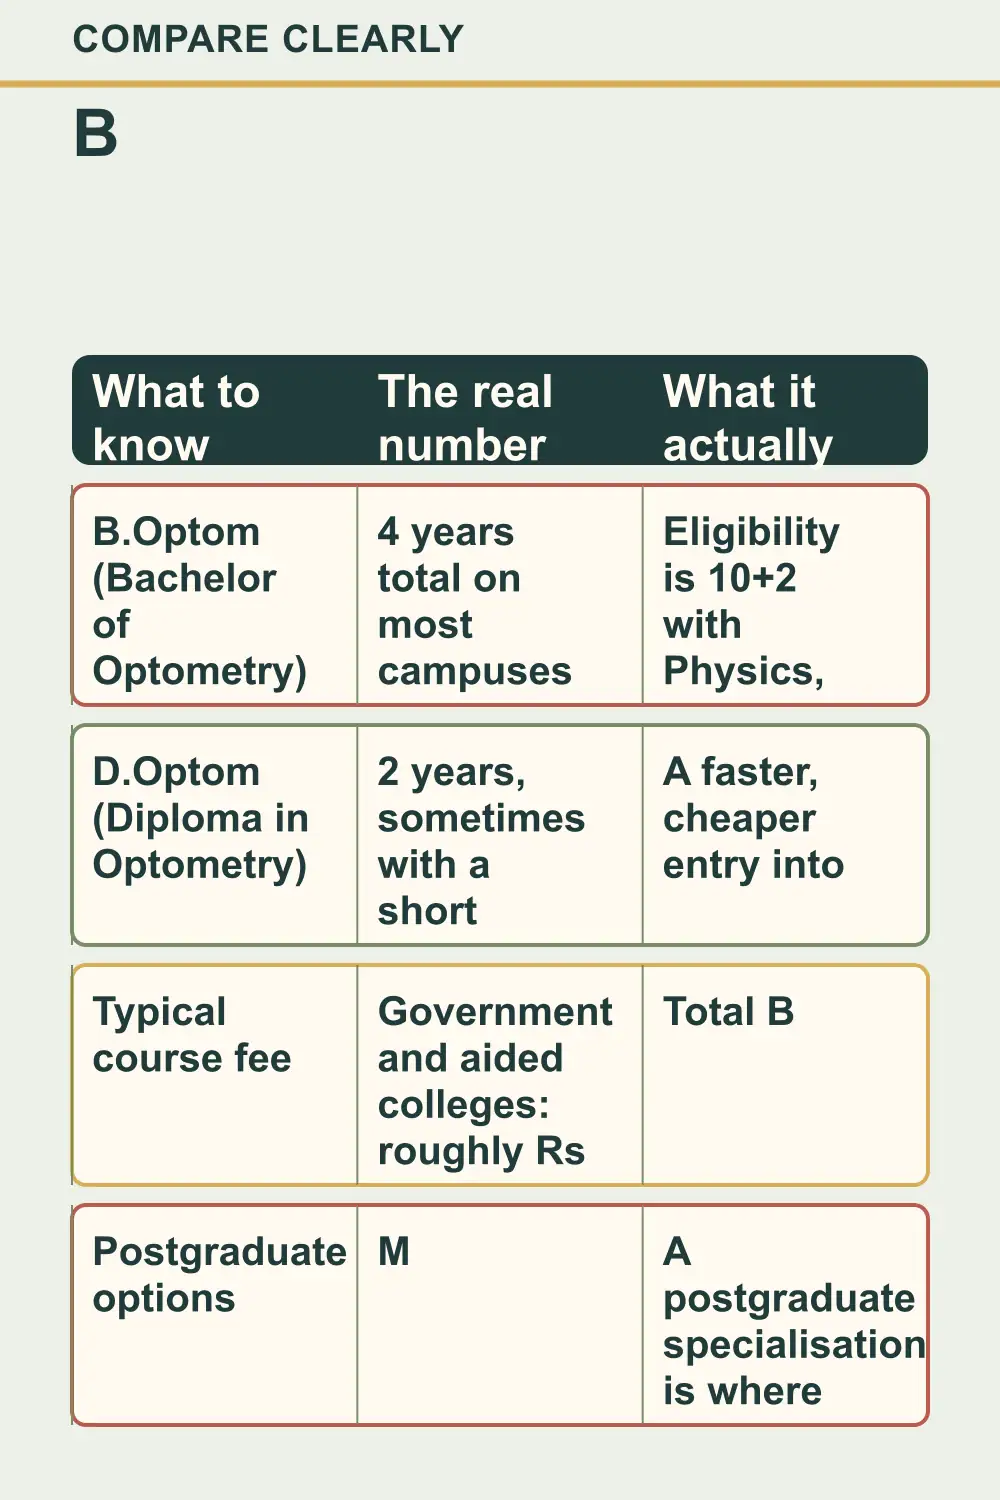 COMPARE CLEARLY
B
What to
know
The real
number
What it
actually
B.Optom
(Bachelor
of
Optometry)
4 years
total on
most
campuses
Eligibility
is 10+2
with
Physics,
D.Optom
(Diploma in
Optometry)
2 years,
sometimes
with a
short
A faster,
cheaper
entry into
Typical
course fee
Government
and aided
colleges:
roughly Rs
Total B
Postgraduate
options
M
A
postgraduate
specialisation
is where